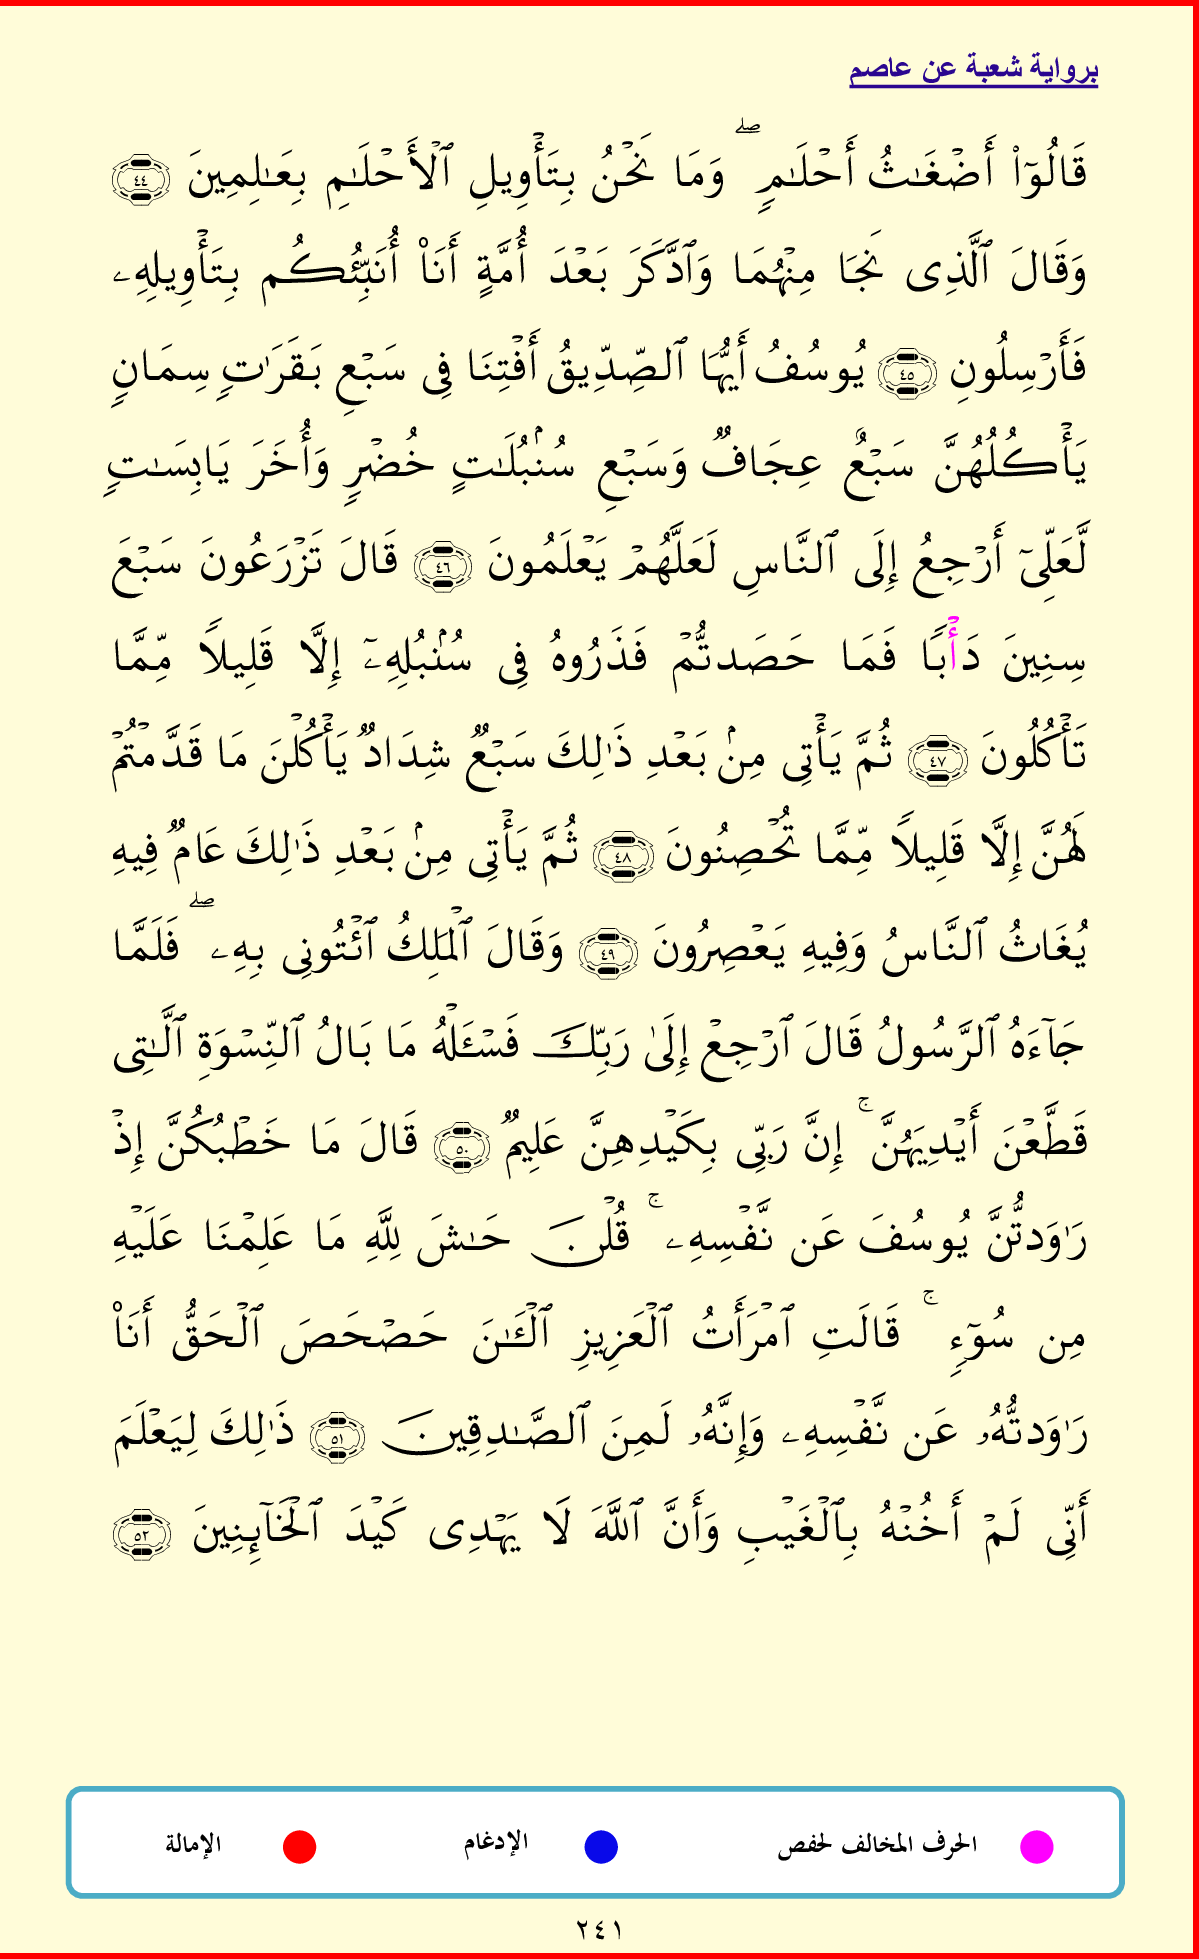 برواية شعبة عن عاصم
قَالُوٓاْ أَضْغَـٰثُ أَحْلَـٰمٍ ۖ وَمَا نَحْنُ بِتَأْوِيلِ ٱلْأَحْلَـٰمِ بِعَـٰلِمِينَ ٤٤
وَقَالَ ٱلَّذِى نَجَا مِنْهُمَا وَٱدَّكَرَ بَعْدَ أُمَّةٍ أَنَاْ أُنَبِّئُكُم بِتَأْوِيلِهِۦ
فَأَرْسِلُونِ ٤٥ يُوسُفُ أَيُّهَا ٱلصِّدِّيقُ أَفْتِنَا فِى سَبْعِ بَقَرَٰتٍ سِمَانٍ
يَأْكُلُهُنَّ سَبْعٌ عِجَافٌ وَسَبْعِ سُنۢبُلَـٰتٍ خُضْرٍ وَأُخَرَ يَابِسَـٰتٍ
لَّعَلِّىٓ أَرْجِعُ إِلَى ٱلنَّاسِ لَعَلَّهُمْ يَعْلَمُونَ ٤٦ قَالَ تَزْرَعُونَ سَبْعَ
سِنِينَ دَأْبًا فَمَا حَصَدتُّمْ فَذَرُوهُ فِى سُنۢبُلِهِۦٓ إِلَّا قَلِيلًا مِّمَّا
تَأْكُلُونَ ٤٧ ثُمَّ يَأْتِى مِنۢ بَعْدِ ذَٰلِكَ سَبْعٌ شِدَادٌ يَأْكُلْنَ مَا قَدَّمْتُمْ
لَهُنَّ إِلَّا قَلِيلًا مِّمَّا تُحْصِنُونَ ٤٨ ثُمَّ يَأْتِى مِنۢ بَعْدِ ذَٰلِكَ عَامٌ فِيهِ
يُغَاثُ ٱلنَّاسُ وَفِيهِ يَعْصِرُونَ ٤٩ وَقَالَ ٱلْمَلِكُ ٱئْتُونِى بِهِۦ ۖ فَلَمَّا
جَآءَهُ ٱلرَّسُولُ قَالَ ٱرْجِعْ إِلَىٰ رَبِّكَ فَسْـَٔلْهُ مَا بَالُ ٱلنِّسْوَةِ ٱلَّـٰتِى
قَطَّعْنَ أَيْدِيَهُنَّ ۚ إِنَّ رَبِّى بِكَيْدِهِنَّ عَلِيمٌ ٥٠ قَالَ مَا خَطْبُكُنَّ إِذْ
رَٰوَدتُّنَّ يُوسُفَ عَن نَّفْسِهِۦ ۚ قُلْنَ حَـٰشَ لِلَّهِ مَا عَلِمْنَا عَلَيْهِ
مِن سُوٓءٍ ۚ قَالَتِ ٱمْرَأَتُ ٱلْعَزِيزِ ٱلْـَٔـٰنَ حَصْحَصَ ٱلْحَقُّ أَنَاْ
رَٰوَدتُّهُۥ عَن نَّفْسِهِۦ وَإِنَّهُۥ لَمِنَ ٱلصَّـٰدِقِينَ ٥١ ذَٰلِكَ لِيَعْلَمَ
أَنِّى لَمْ أَخُنْهُ بِٱلْغَيْبِ وَأَنَّ ٱللَّهَ لَا يَهْدِى كَيْدَ ٱلْخَآئِنِينَ ٥٢
الحرف المخالف لحفص الإدغام الإمالة
٢٤١